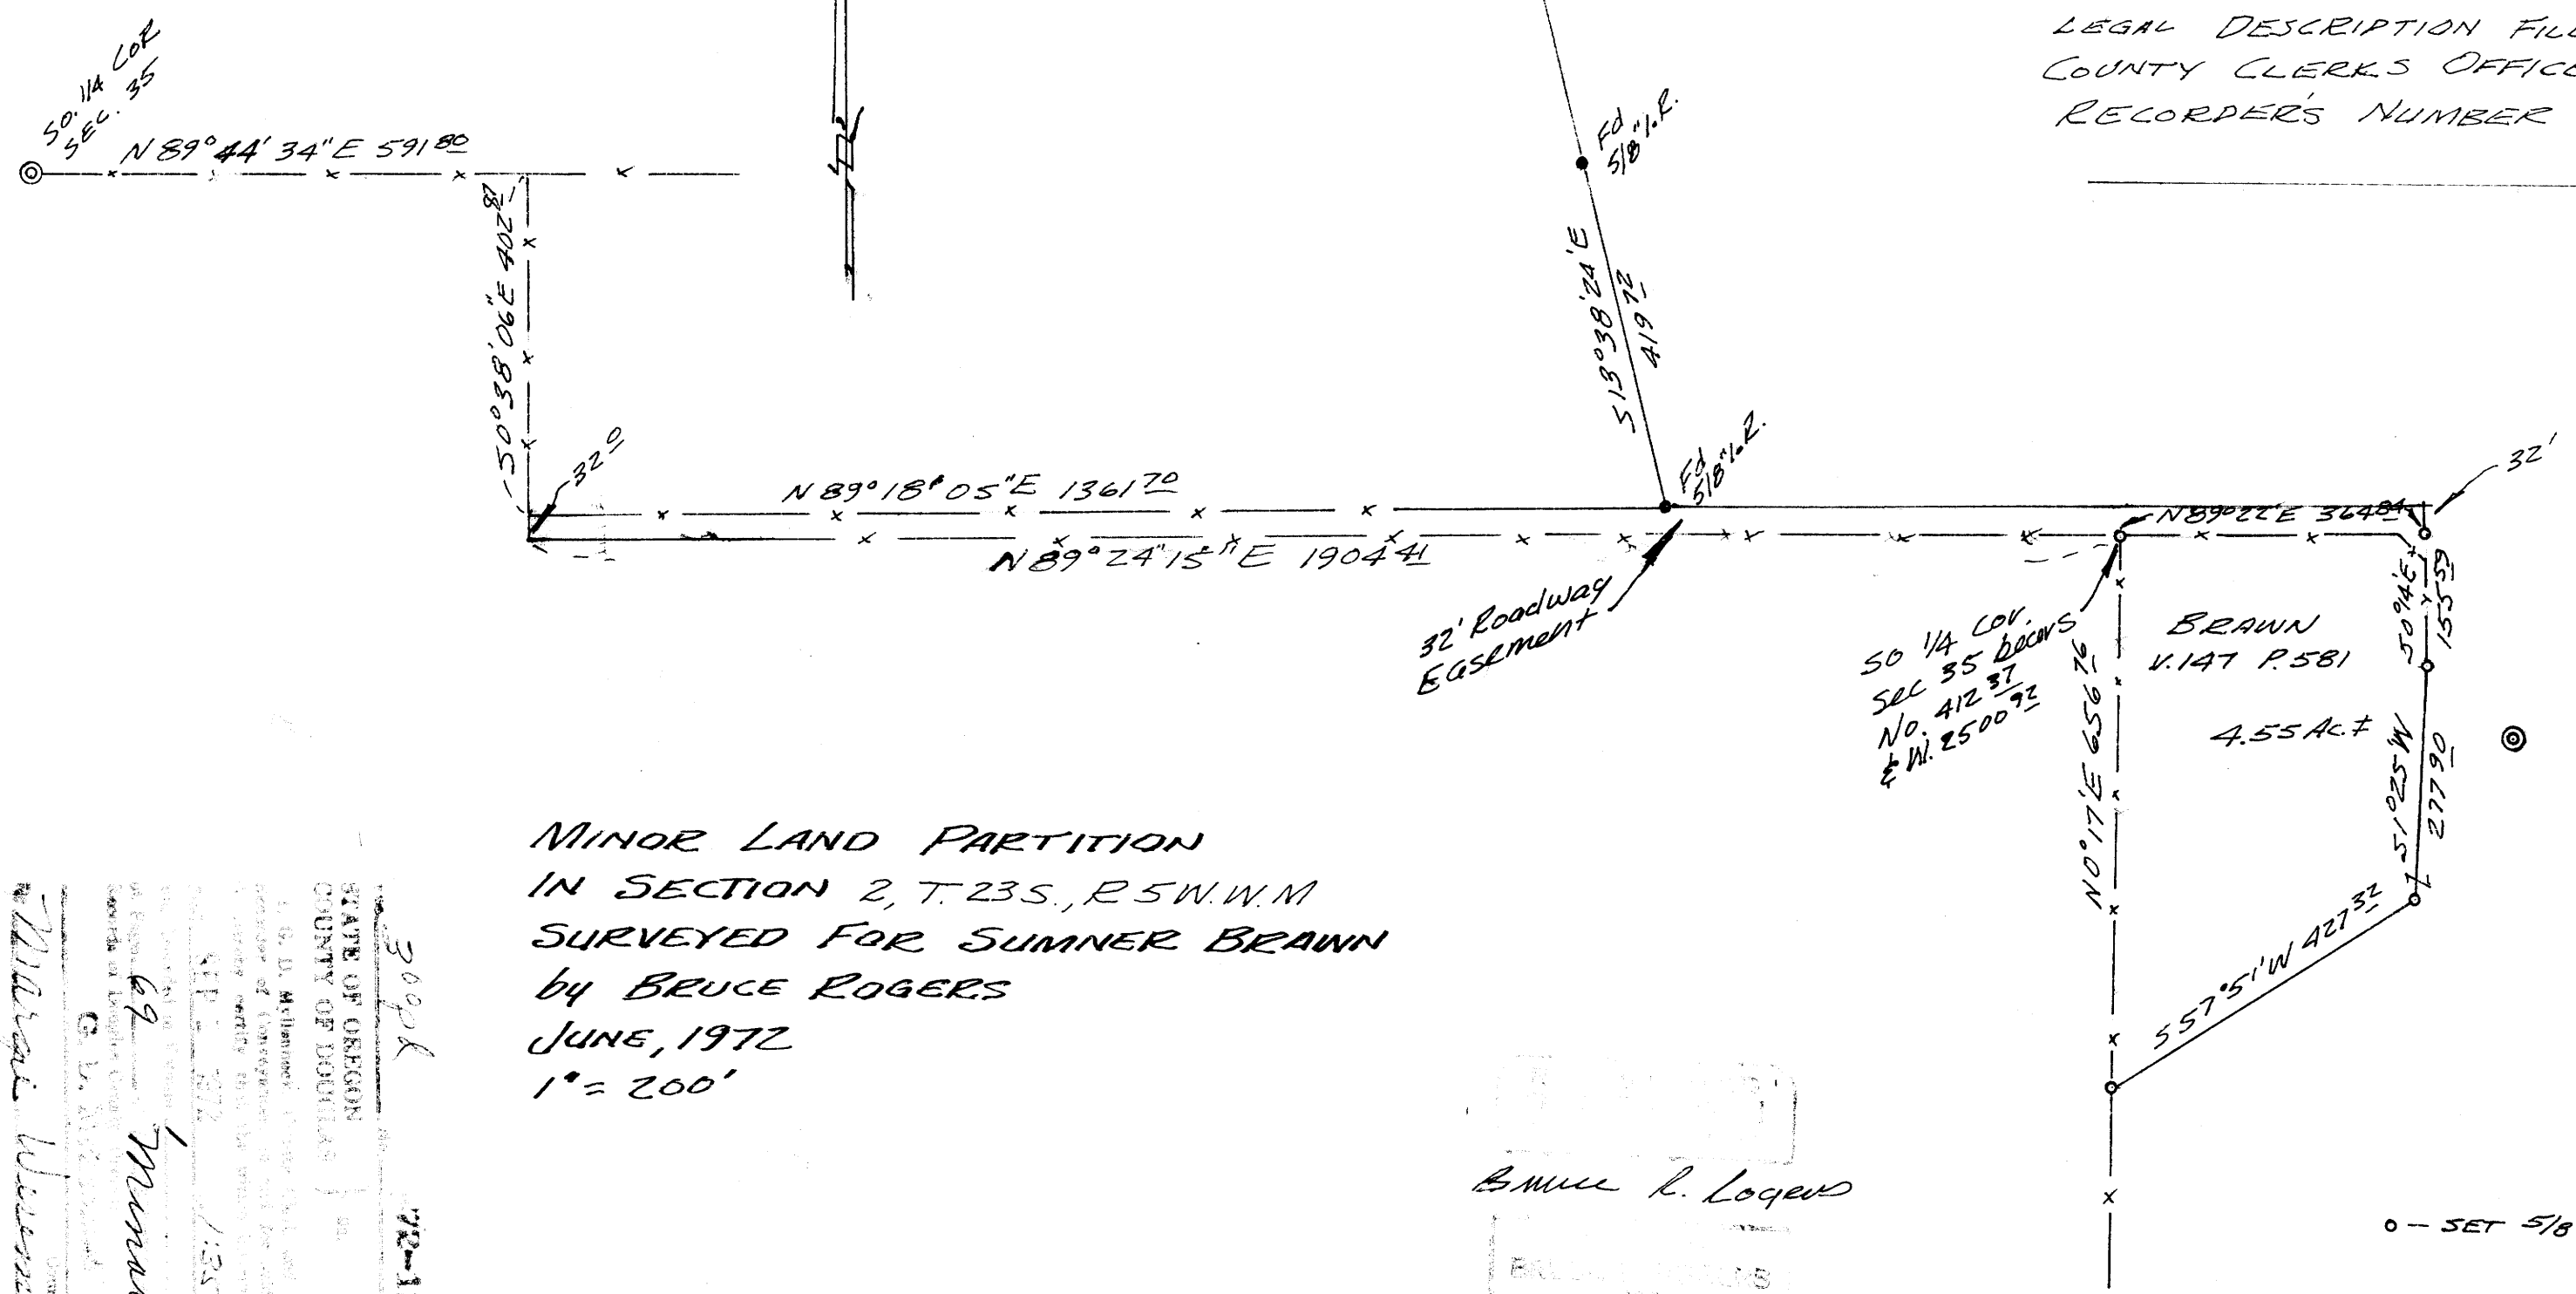 LEGAL DESCRIPTION
COUNTY CLERKS OFFICE
RECORDER'S NUMBER
SO. 1/4 COR
SEC. 35
N 89° 44' 34" E 591 80
S 0° 38' 06" E 402
32 0
Fd
5/8" I.R.
S 13° 38' 24' E
419 72
Fd
5/8" I.R.
N 89° 18' 05" E 1361 70
N 89° 24" 15" E 1904 41
32' Roadway
Easement
32'
N 89° 22' E 364 84
SO 1/4 COR.
SEC 35 bears
No. 412 37
& W. 2500 92
BRAWN
V.147 P.581
4.55 AC. ±
S 0° 14' E
155 59
S 1° 25' W
277 90
N 0° 17' E 656 76
S 57° 51' W 427 32
MINOR LAND PARTITION
IN SECTION 2, T. 23 S., R 5 W. W. M
SURVEYED FOR SUMNER BRAWN
by BRUCE ROGERS
JUNE, 1972
1" = 200'
STATE OF OREGON
COUNTY OF DOUGLAS
69
1:35
Bruce R. Rogers
o - SET 5/8